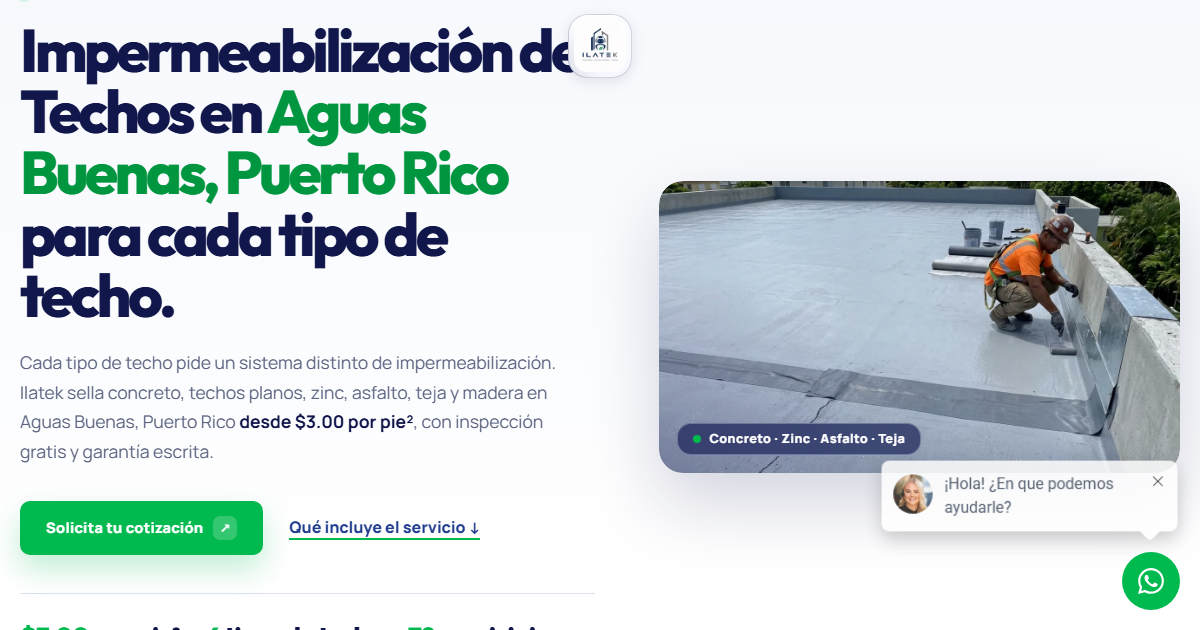 Impermeabilización de
Techos en Aguas
Buenas, Puerto Rico
para cada tipo de
techo.
ILATEK
Cada tipo de techo pide un sistema distinto de impermeabilización.
Ilatek sella concreto, techos planos, zinc, asfalto, teja y madera en
Aguas Buenas, Puerto Rico desde $3.00 por pie², con inspección
gratis y garantía escrita.
Solicita tu cotización ↗
Qué incluye el servicio ↓
Concreto · Zinc · Asfalto · Teja
¡Hola! ¿En que podemos
ayudarle?